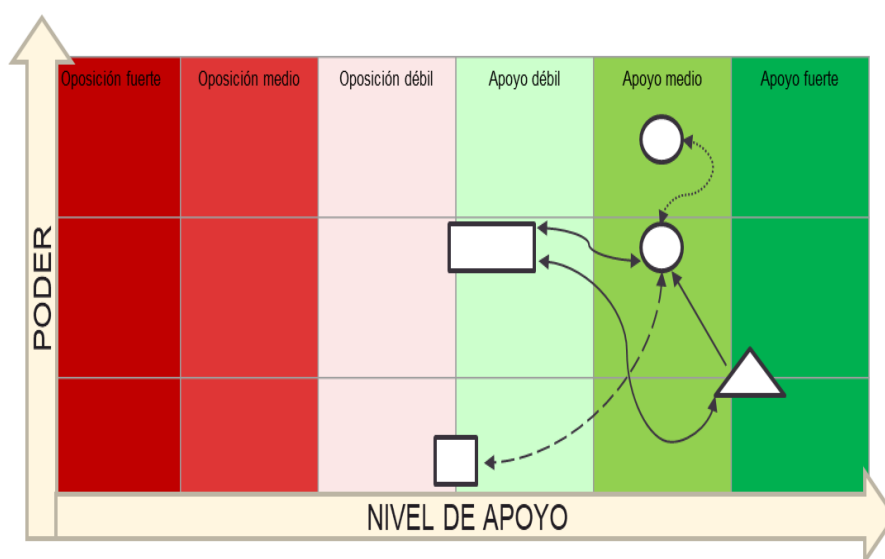 Oposición fuerte
Oposición medio
Oposición débil
Apoyo débil
Apoyo medio
Apoyo fuerte
PODER
NIVEL DE APOYO